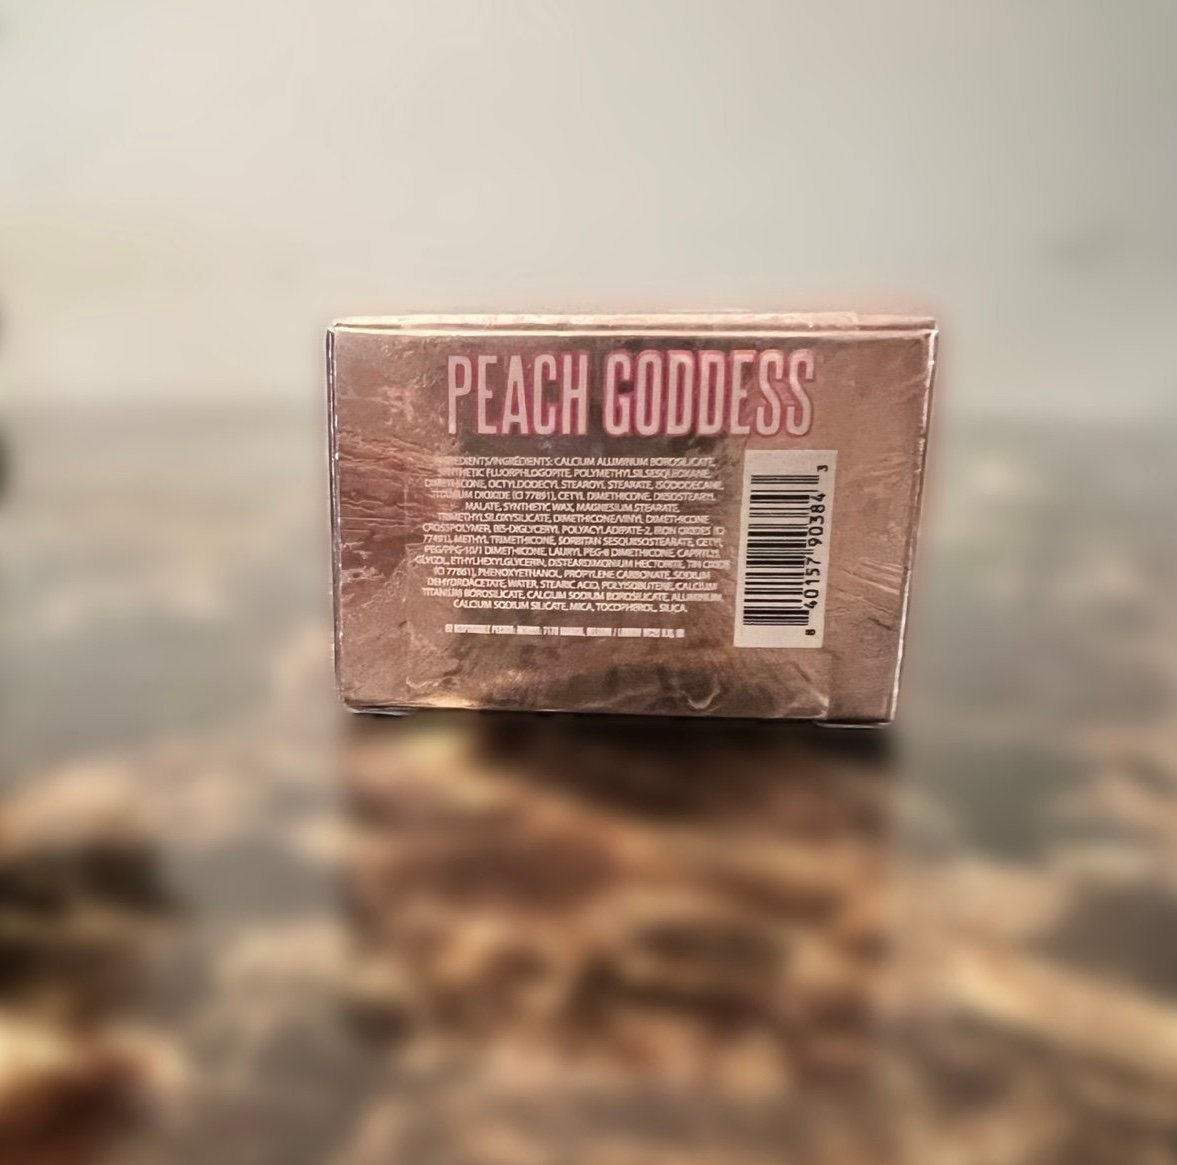 PEACH GODDESS
INGREDIENTS/INGRÉDIENTS: CALCIUM ALUMINUM BOROSILICATE,
SYNTHETIC FLUORPHLOGOPITE, POLYMETHYLSILSESQUIOXANE,
DIMETHICONE, OCTYLDODECYL STEAROYL STEARATE, ISODODECANE,
TITANIUM DIOXIDE (CI 77891), CETYL DIMETHICONE, DIISOSTEARYL
MALATE, SYNTHETIC WAX, MAGNESIUM STEARATE,
TRIMETHYLSILOXYSILICATE, DIMETHICONE/VINYL DIMETHICONE
CROSSPOLYMER, BIS-DIGLYCERYL POLYACYLADIPATE-2, IRON OXIDES (CI
77491), METHYL TRIMETHICONE, SORBITAN SESQUIISOSTEARATE, CETYL
PEG/PPG-10/1 DIMETHICONE, LAURYL PEG-8 DIMETHICONE, CAPRYLYL
GLYCOL, ETHYLHEXYLGLYCERIN, DISTEARDIMONIUM HECTORITE, TIN OXIDE
(CI 77861), PHENOXYETHANOL, PROPYLENE CARBONATE, SODIUM
DEHYDROACETATE, WATER, STEARIC ACID, POLYISOBUTENE, CALCIUM
TITANIUM BOROSILICATE, CALCIUM SODIUM BOROSILICATE, ALUMINUM
CALCIUM SODIUM SILICATE, MICA, TOCOPHEROL, SILICA.
8 40157 90384 3